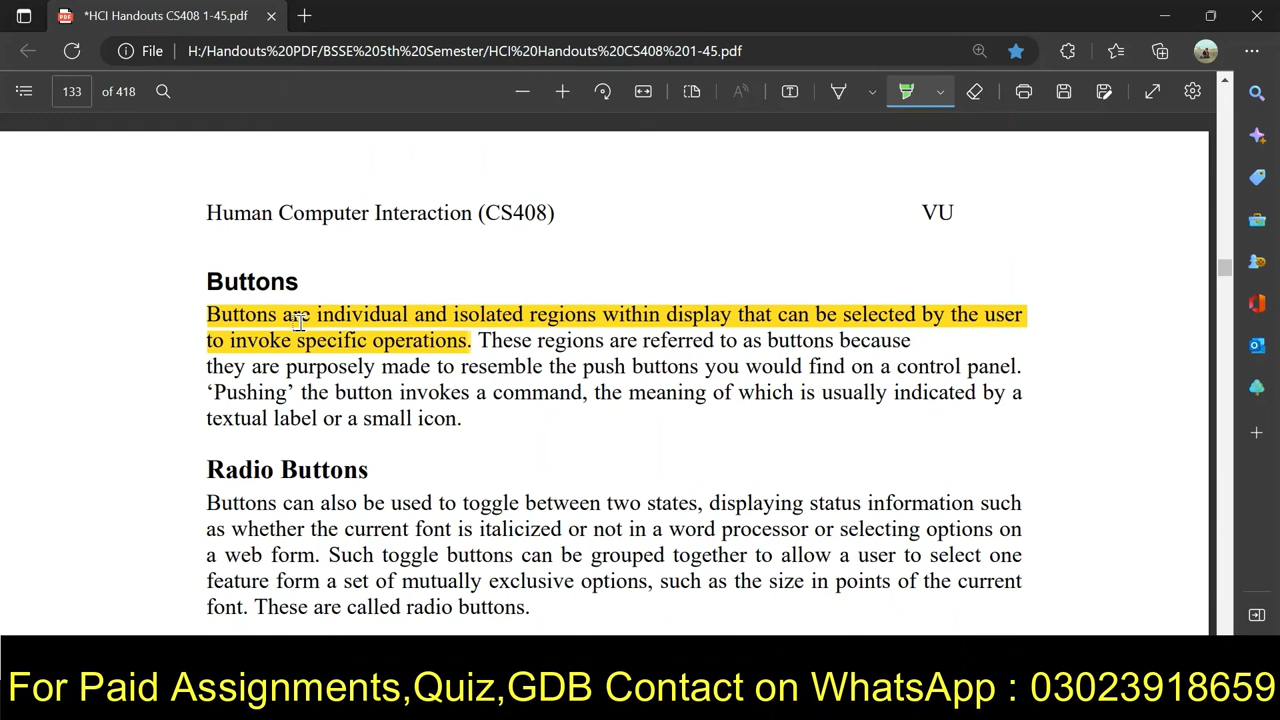 *HCI Handouts CS408 1-45.pdf
File
H:/Handouts%20PDF/BSSE%205th%20Semester/HCI%20Handouts%20CS408%201-45.pdf
133 of 418
Human Computer Interaction (CS408) VU
Buttons
Buttons are individual and isolated regions within display that can be selected by the user
to invoke specific operations. These regions are referred to as buttons because
they are purposely made to resemble the push buttons you would find on a control panel.
‘Pushing’ the button invokes a command, the meaning of which is usually indicated by a
textual label or a small icon.
Radio Buttons
Buttons can also be used to toggle between two states, displaying status information such
as whether the current font is italicized or not in a word processor or selecting options on
a web form. Such toggle buttons can be grouped together to allow a user to select one
feature form a set of mutually exclusive options, such as the size in points of the current
font. These are called radio buttons.
For Paid Assignments,Quiz,GDB Contact on WhatsApp : 03023918659